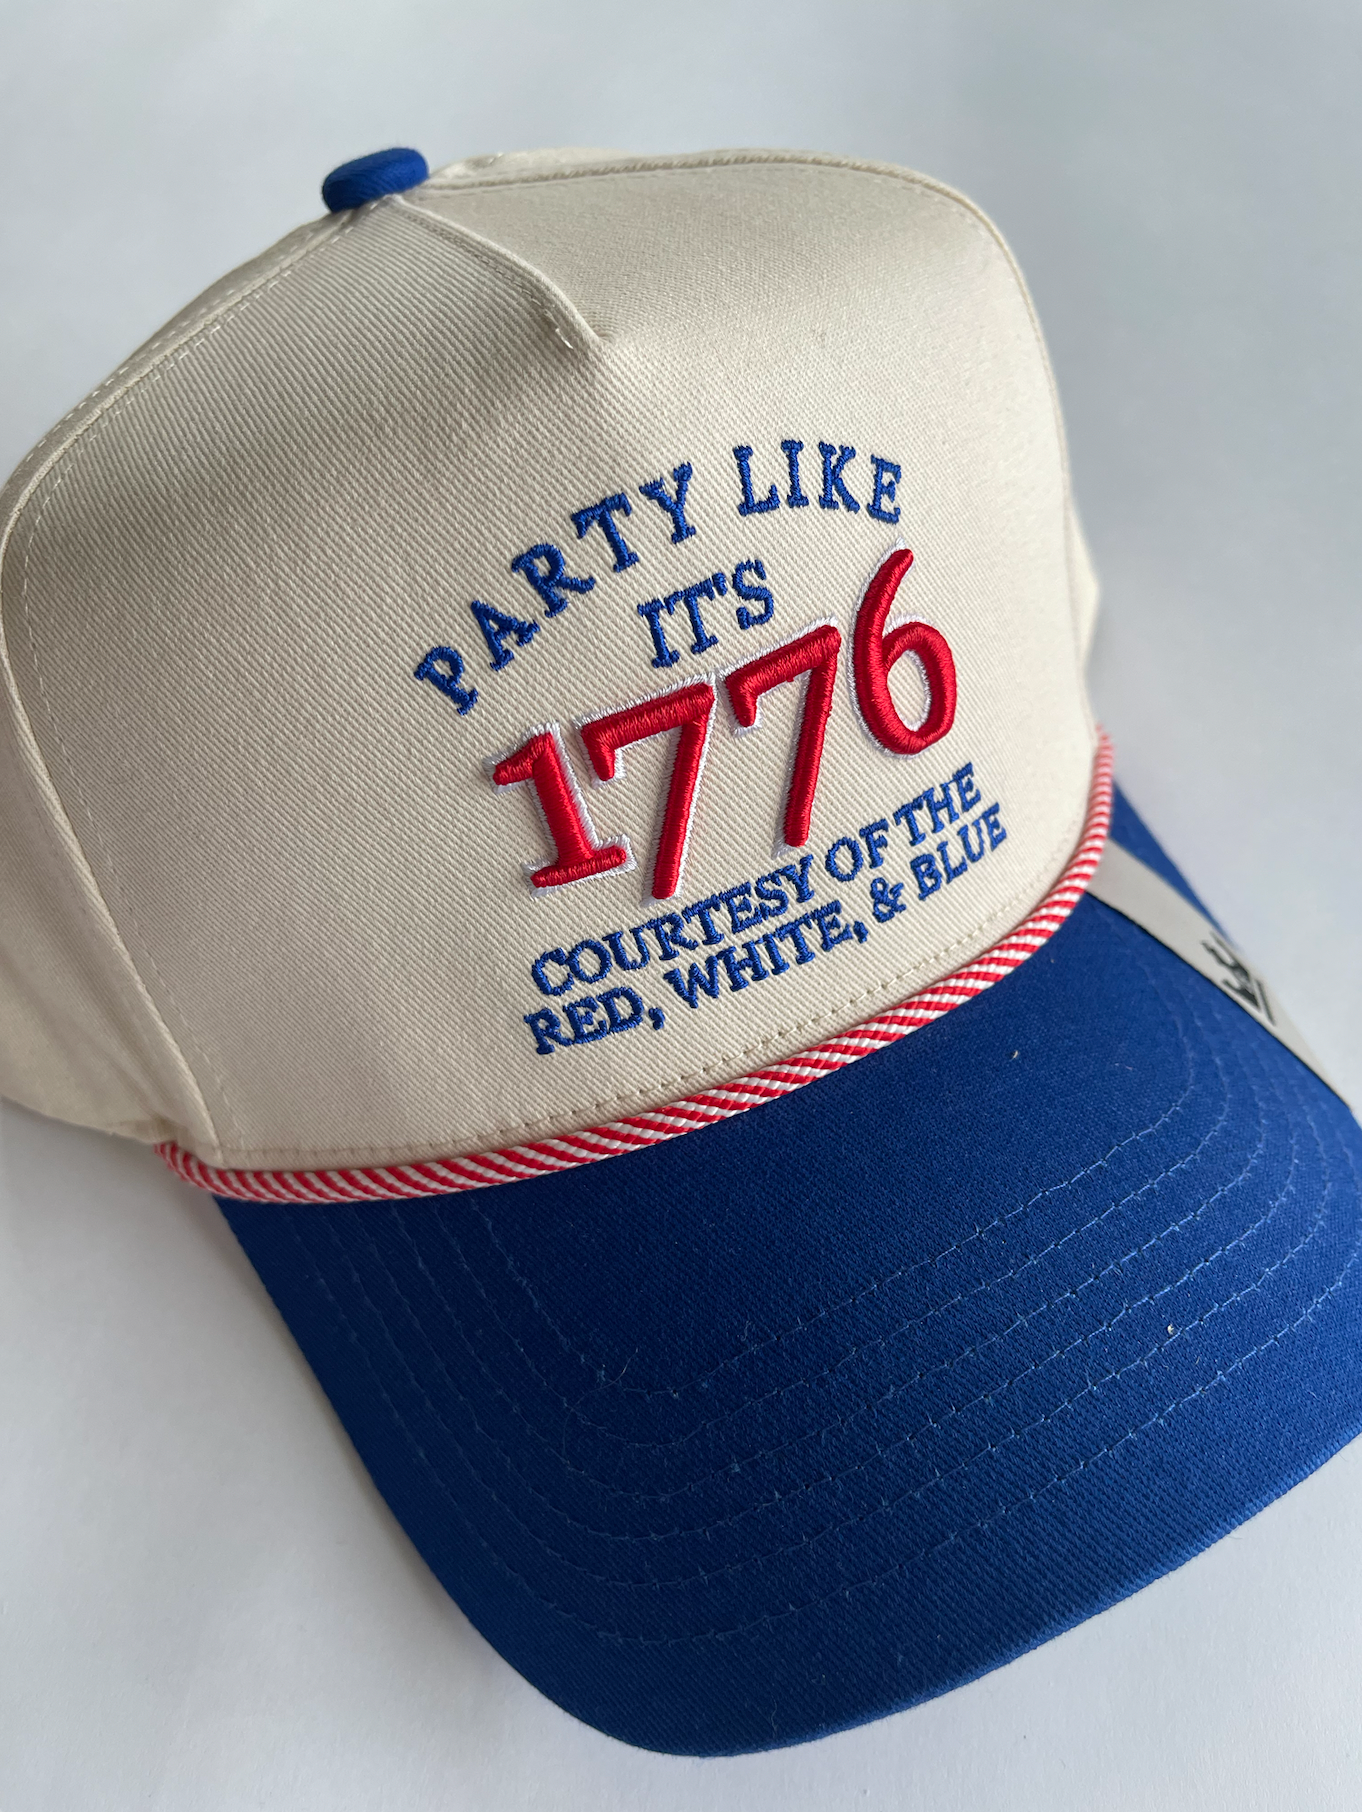 PARTY LIKE
IT'S
1776
COURTESY OF THE
RED, WHITE, & BLUE